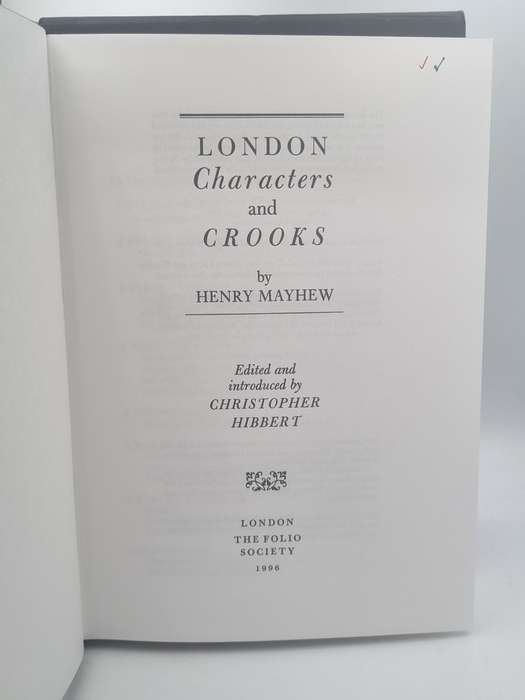 LONDON
Characters
and
CROOKS
by
HENRY MAYHEW
Edited and
introduced by
CHRISTOPHER
HIBBERT
LONDON
THE FOLIO
SOCIETY
1996